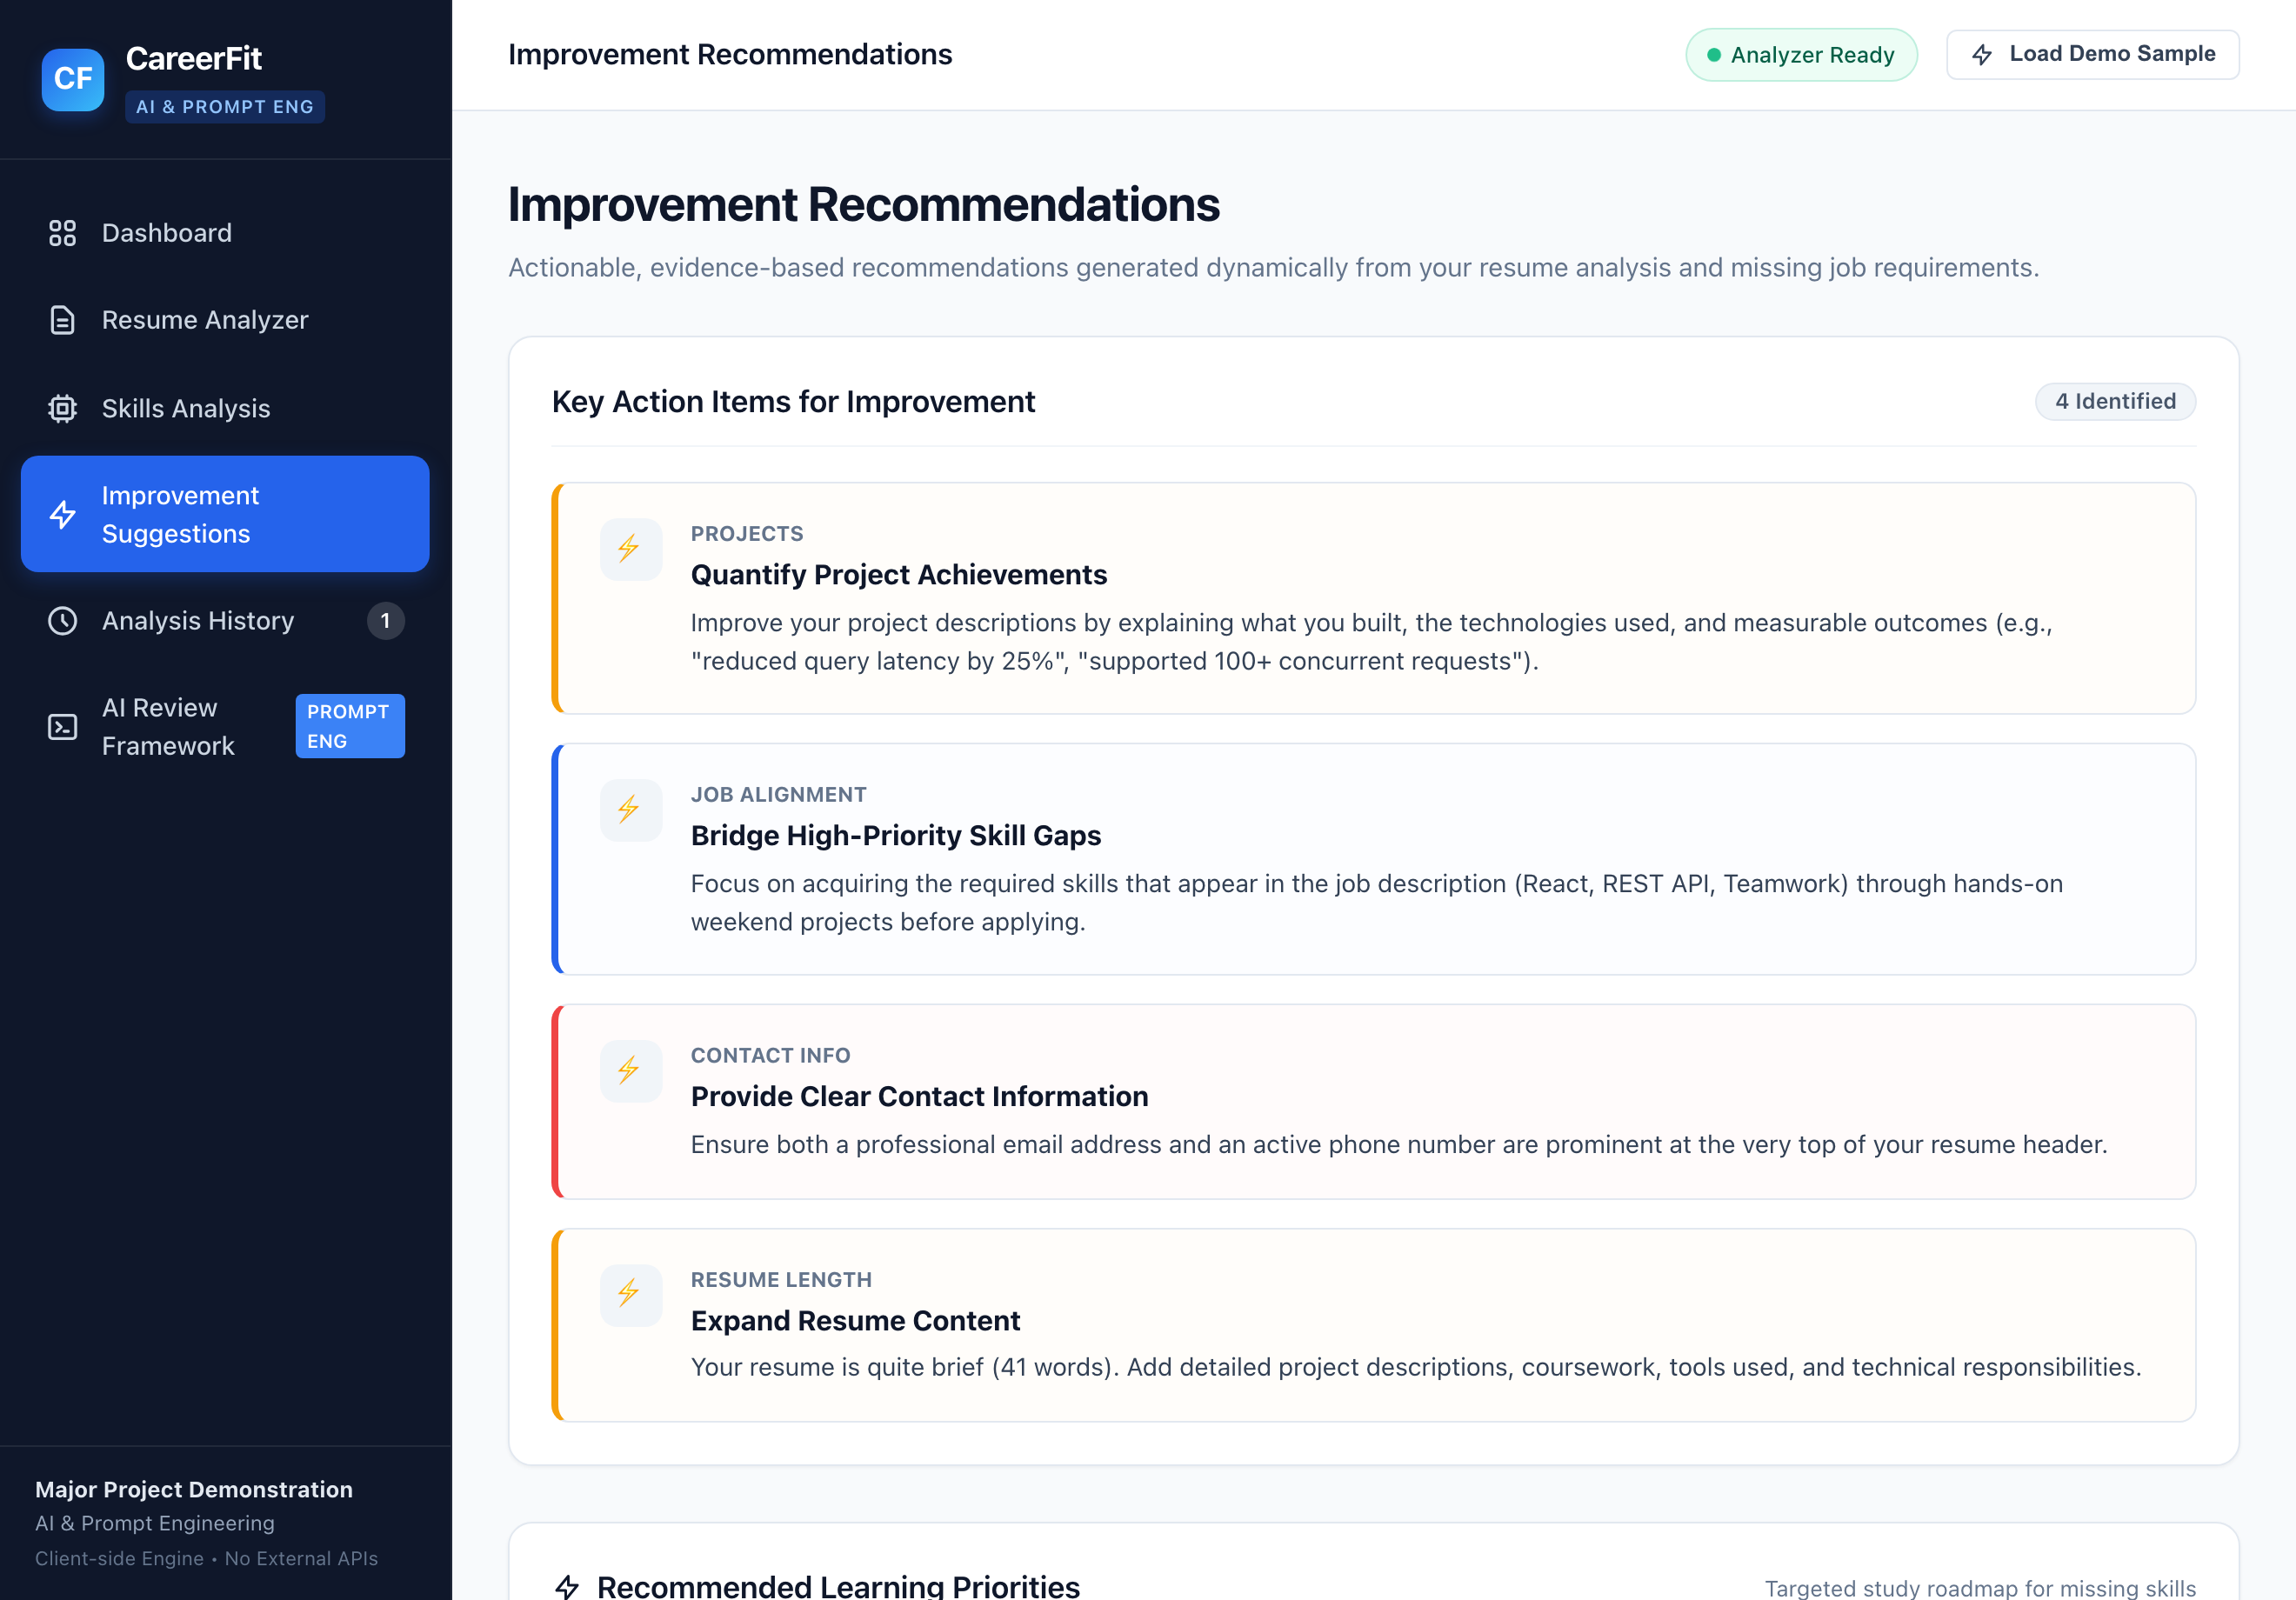 CF
CareerFit
AI & PROMPT ENG
Dashboard
Resume Analyzer
Skills Analysis
Improvement
Suggestions
Analysis History
1
AI Review
Framework
PROMPT
ENG
Major Project Demonstration
AI & Prompt Engineering
Client-side Engine • No External APIs
Improvement Recommendations
Analyzer Ready
Load Demo Sample
Improvement Recommendations
Actionable, evidence-based recommendations generated dynamically from your resume analysis and missing job requirements.
Key Action Items for Improvement
4 Identified
PROJECTS
Quantify Project Achievements
Improve your project descriptions by explaining what you built, the technologies used, and measurable outcomes (e.g.,
"reduced query latency by 25%", "supported 100+ concurrent requests").
JOB ALIGNMENT
Bridge High-Priority Skill Gaps
Focus on acquiring the required skills that appear in the job description (React, REST API, Teamwork) through hands-on
weekend projects before applying.
CONTACT INFO
Provide Clear Contact Information
Ensure both a professional email address and an active phone number are prominent at the very top of your resume header.
RESUME LENGTH
Expand Resume Content
Your resume is quite brief (41 words). Add detailed project descriptions, coursework, tools used, and technical responsibilities.
Recommended Learning Priorities
Targeted study roadmap for missing skills